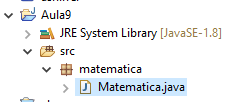 Aula9
JRE System Library [JavaSE-1.8]
src
matematica
Matematica.java